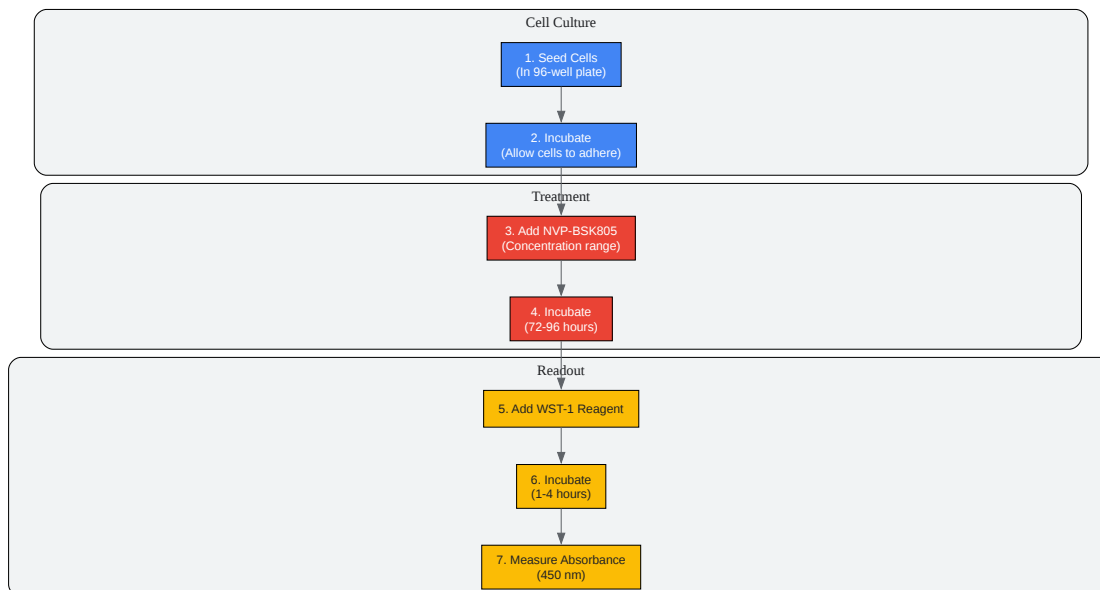 Cell Culture
1. Seed Cells
(In 96-well plate)
2. Incubate
(Allow cells to adhere)
Treatment
3. Add NVP-BSK805
(Concentration range)
4. Incubate
(72-96 hours)
Readout
5. Add WST-1 Reagent
6. Incubate
(1-4 hours)
7. Measure Absorbance
(450 nm)